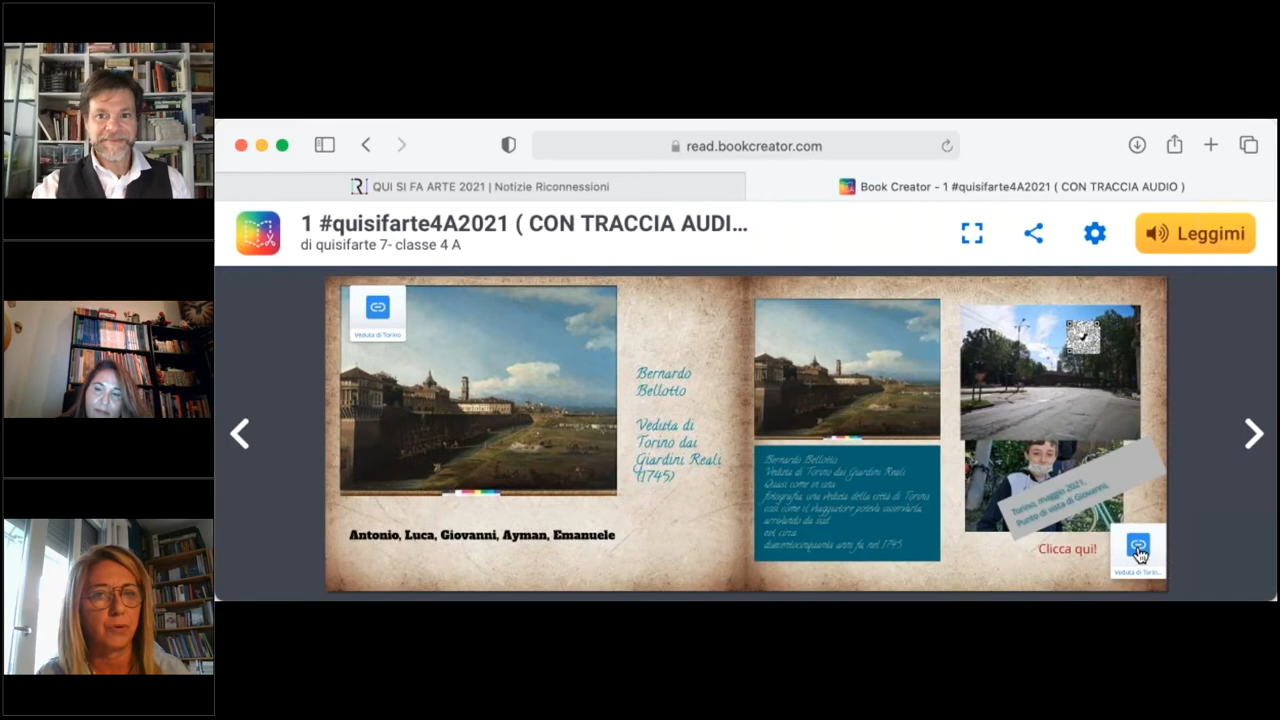 read.bookcreator.com
QUI SI FA ARTE 2021 | Notizie Riconnessioni
Book Creator - 1 #quisifarte4A2021 ( CON TRACCIA AUDIO )
1 #quisifarte4A2021 ( CON TRACCIA AUDI...
di quisifarte 7- classe 4 A
Leggimi
Veduta di Torino
Bernardo
Bellotto
Veduta di
Torino dai
Giardini Reali
(1745)
Antonio, Luca, Giovanni, Ayman, Emanuele
Bernardo Bellotto
Veduta di Torino dai Giardini Reali
Quasi come in una
fotografia, una veduta della città di Torino
così come il viaggiatore poteva osservarla
arrivando da sud
nel circa
duecentocinquanta anni fa, nel 1745
Torino, maggio 2021,
Punto di vista di Giovanni,
Clicca qui!
Veduta di Torin...